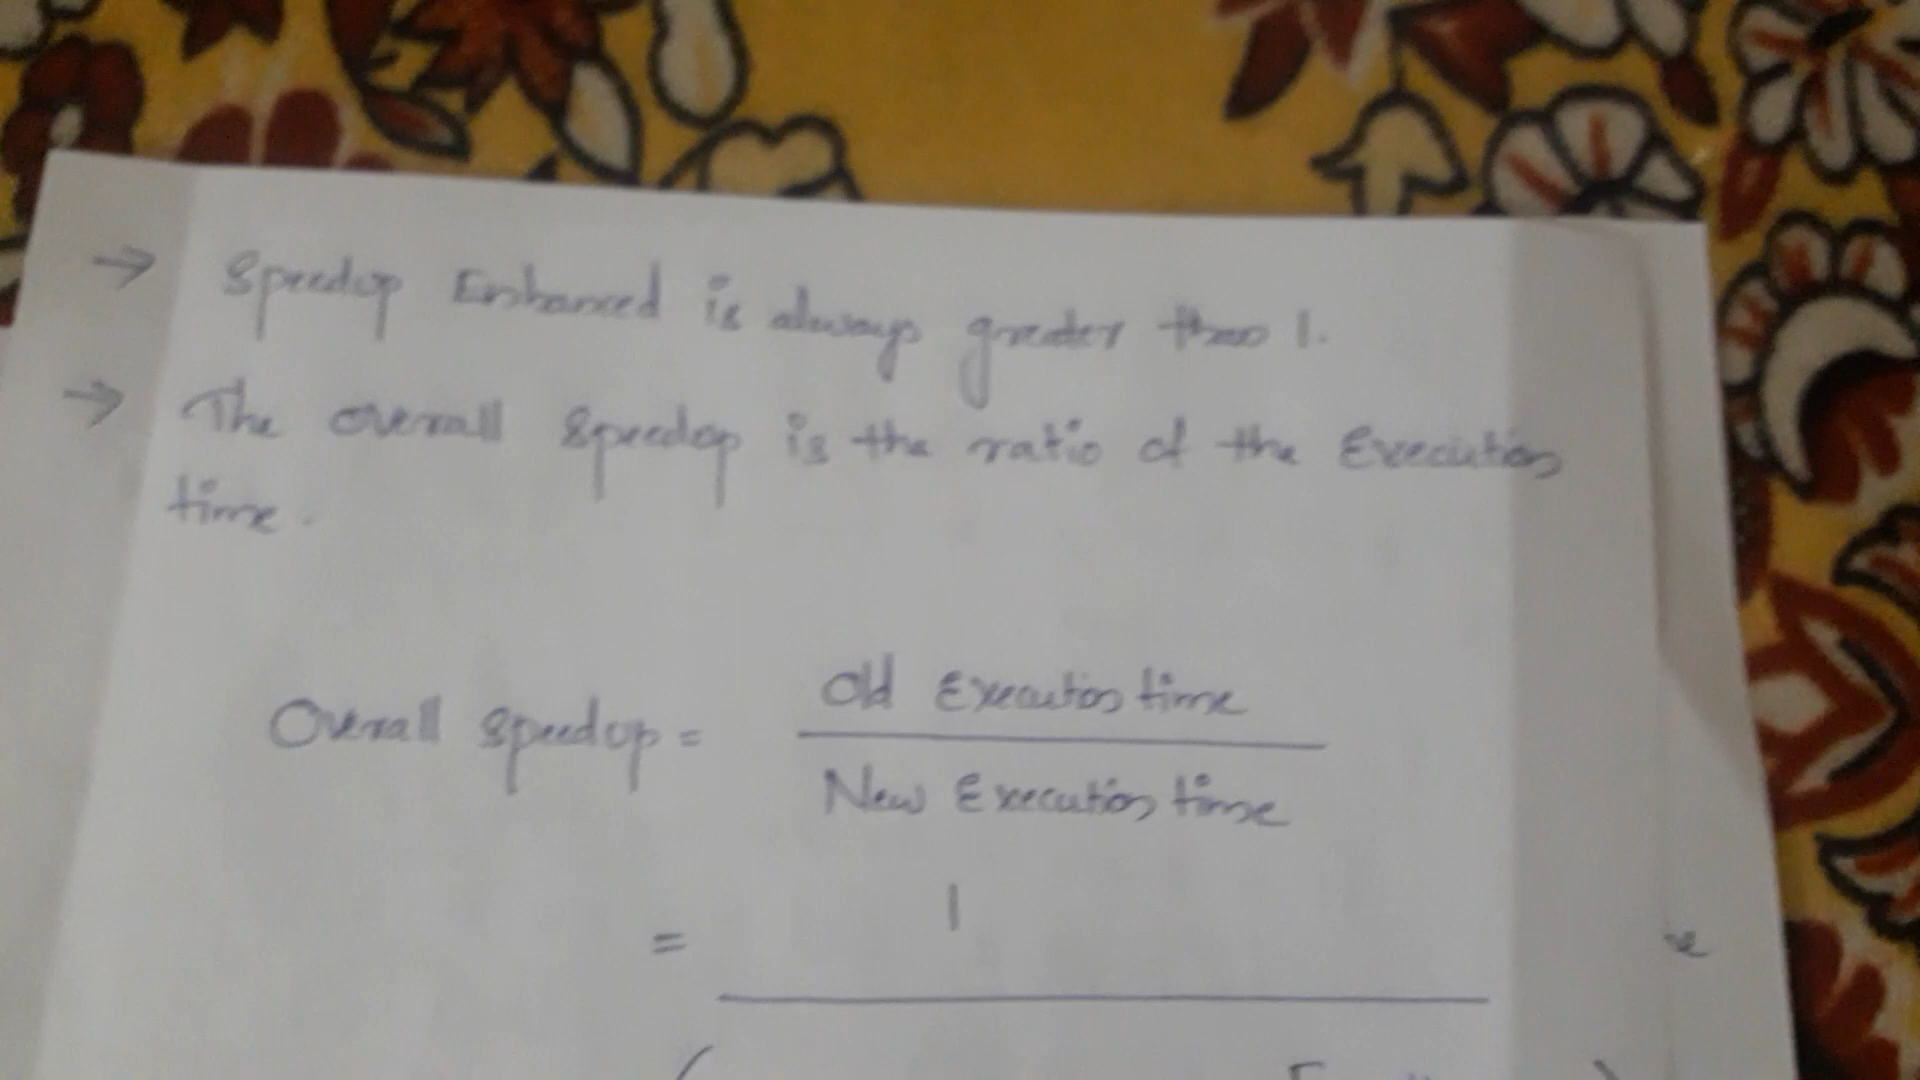 → Speedup Enhanced is always greater than 1.
→ The overall Speedup is the ratio of the Execution
time.
Overall Speedup = Old Execution time
New Execution time
= 1